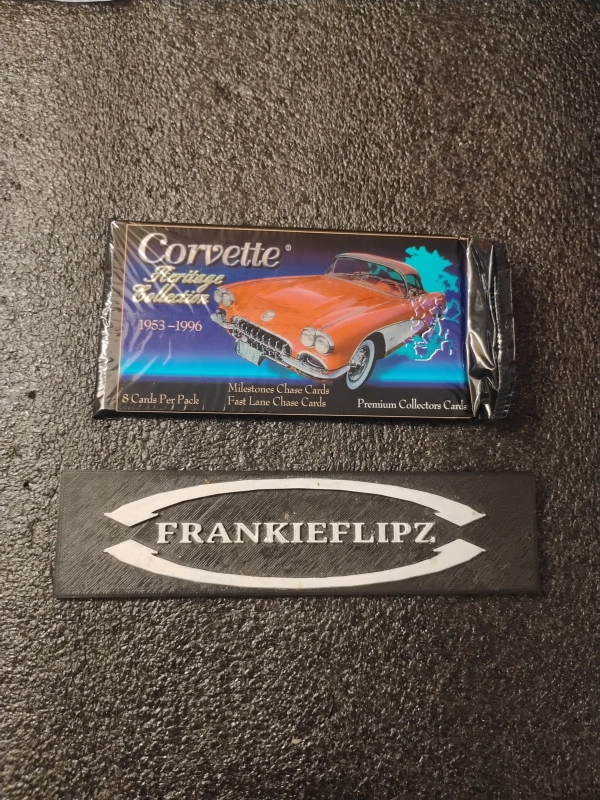 Corvette®
Heritage
Collection
1953 – 1996
8 Cards Per Pack
Milestones Chase Cards
Fast Lane Chase Cards
Premium Collectors Cards
FRANKIEFLIPZ